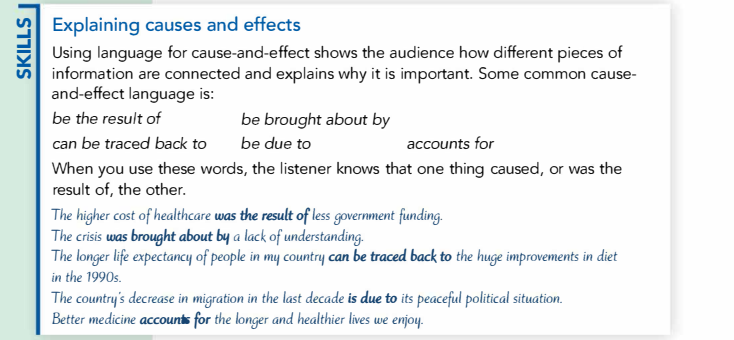 SKILLS
Explaining causes and effects
Using language for cause-and-effect shows the audience how different pieces of
information are connected and explains why it is important. Some common cause-
and-effect language is:
be the result of be brought about by
can be traced back to be due to accounts for
When you use these words, the listener knows that one thing caused, or was the
result of, the other.
The higher cost of healthcare was the result of less government funding.
The crisis was brought about by a lack of understanding.
The longer life expectancy of people in my country can be traced back to the huge improvements in diet
in the 1990s.
The country's decrease in migration in the last decade is due to its peaceful political situation.
Better medicine accounts for the longer and healthier lives we enjoy.